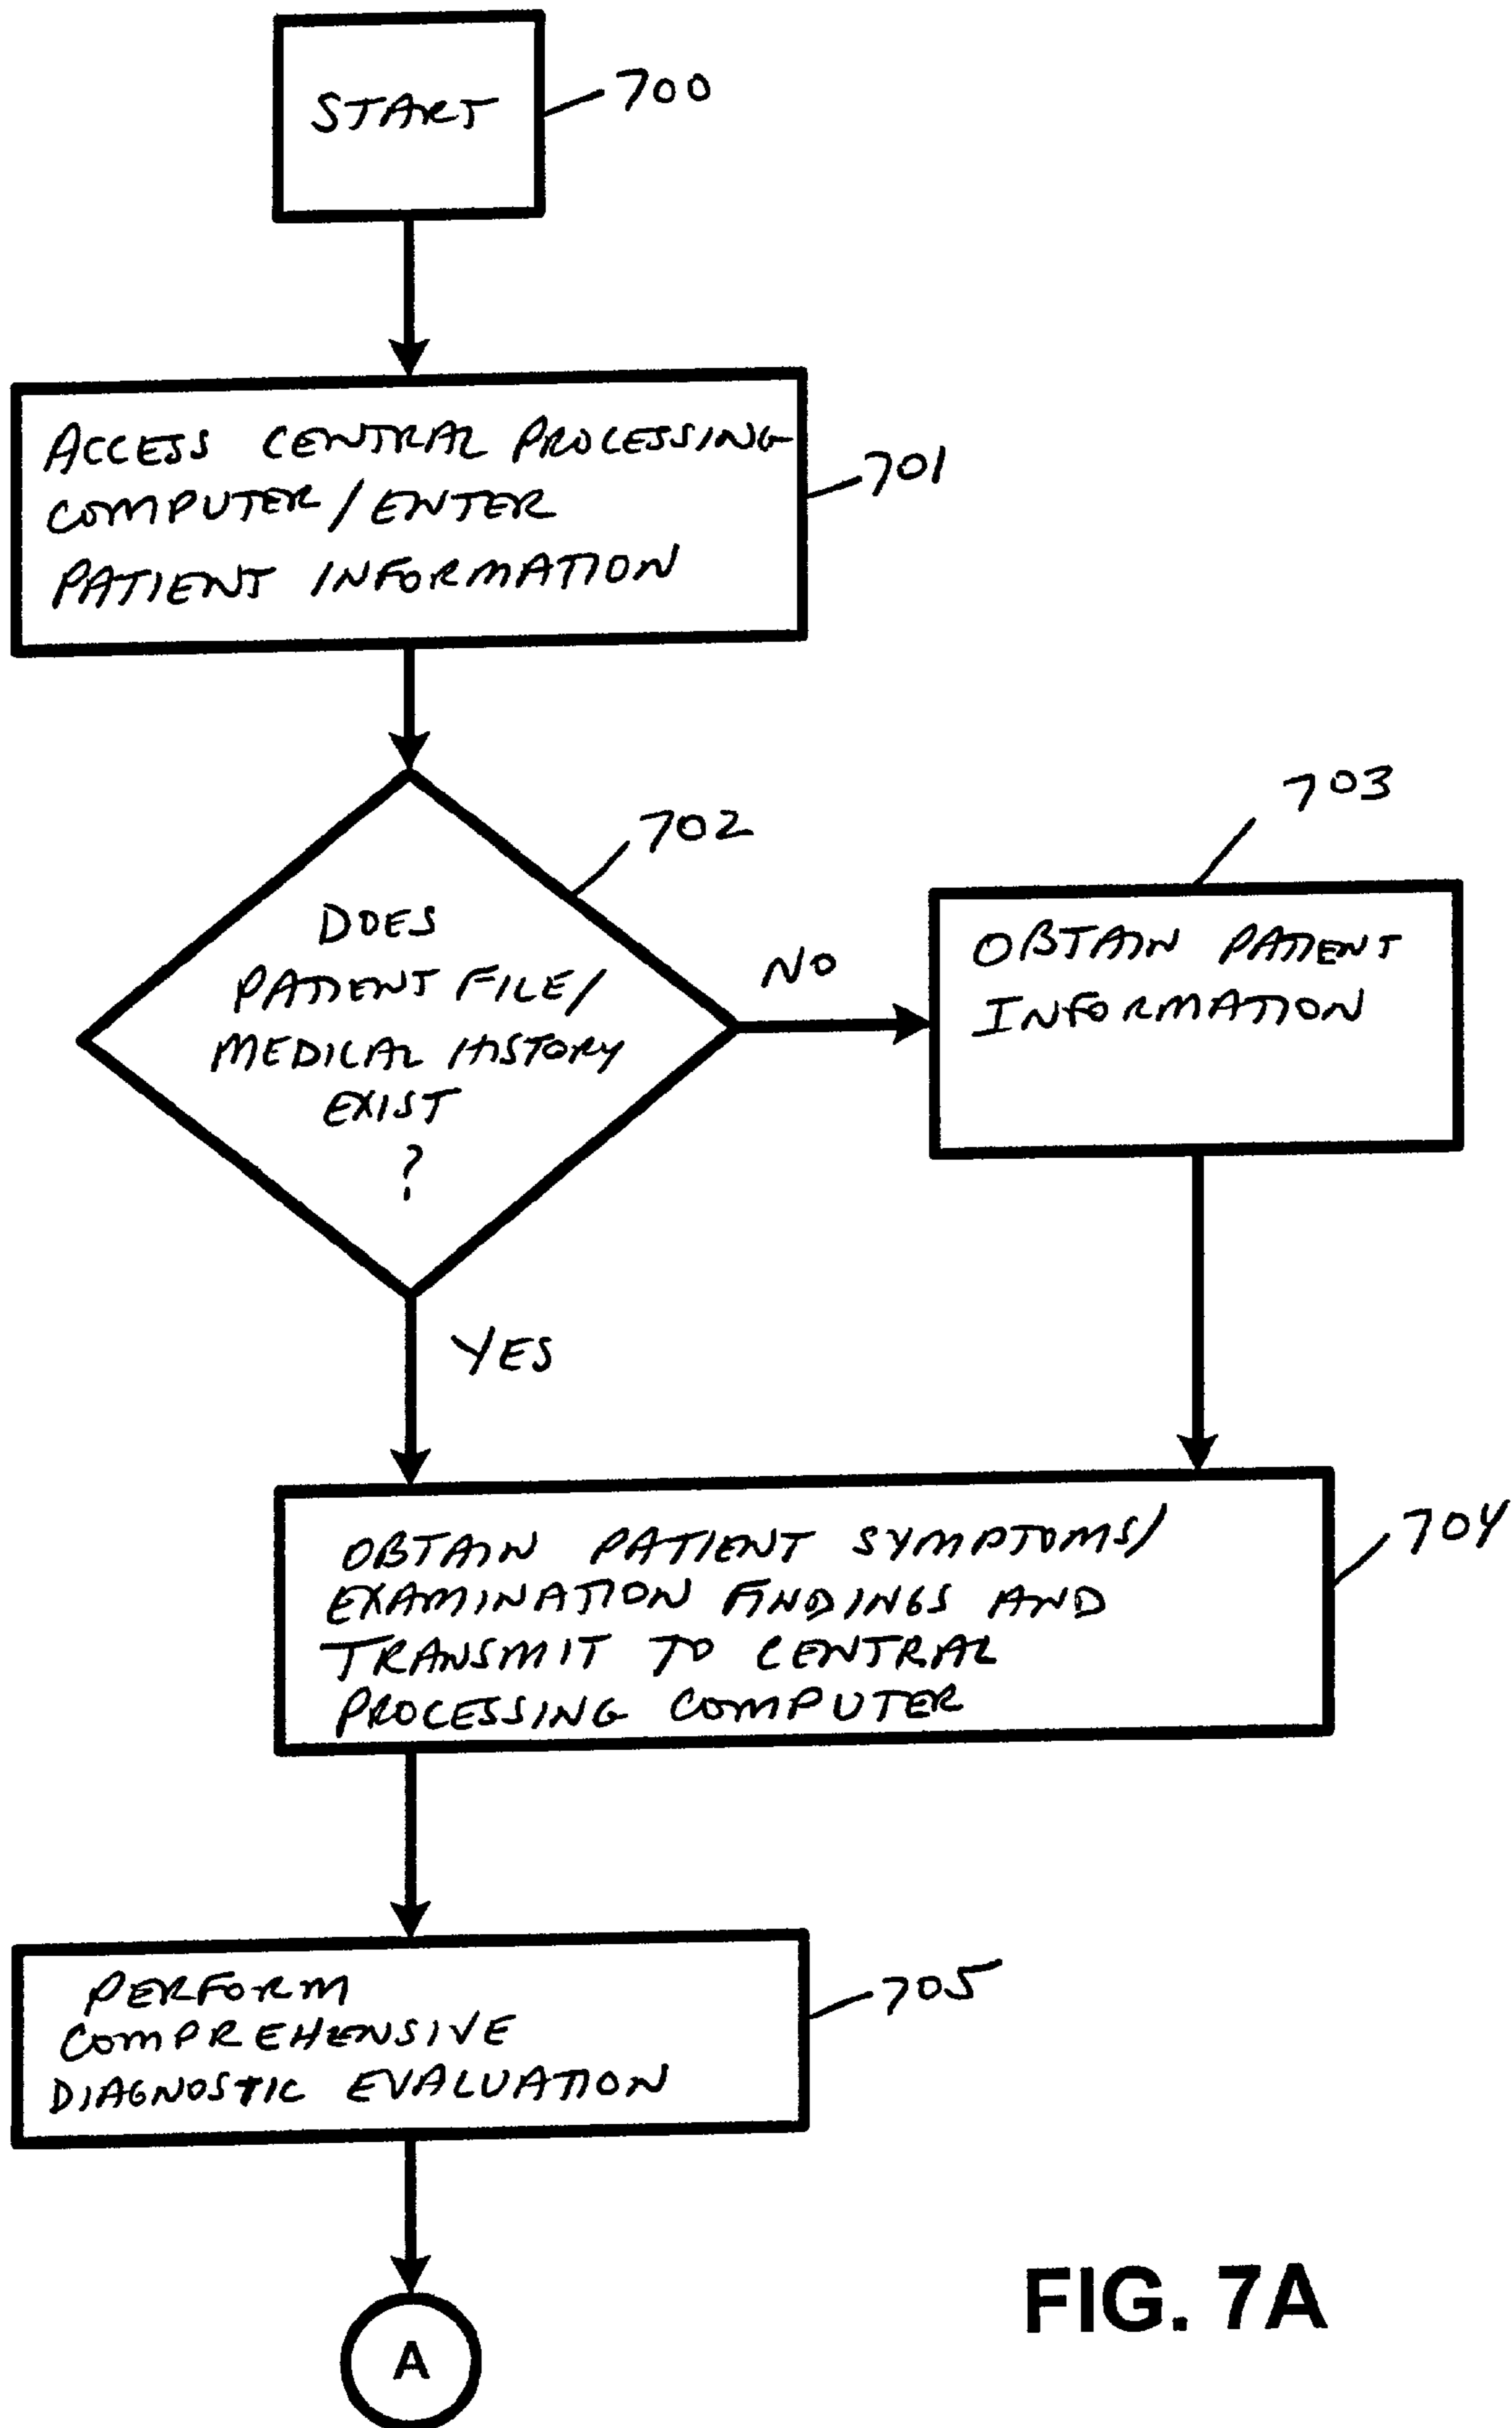 START
700
ACCESS CENTRAL PROCESSING
COMPUTER/ENTER
PATIENT INFORMATION
701
DOES
PATIENT FILE/
MEDICAL HISTORY
EXIST
?
702
NO
703
OBTAIN PATIENT
INFORMATION
YES
OBTAIN PATIENT SYMPTOMS/
EXAMINATION FINDINGS AND
TRANSMIT TO CENTRAL
PROCESSING COMPUTER
704
PERFORM
COMPREHENSIVE
DIAGNOSTIC EVALUATION
705
A
FIG. 7A